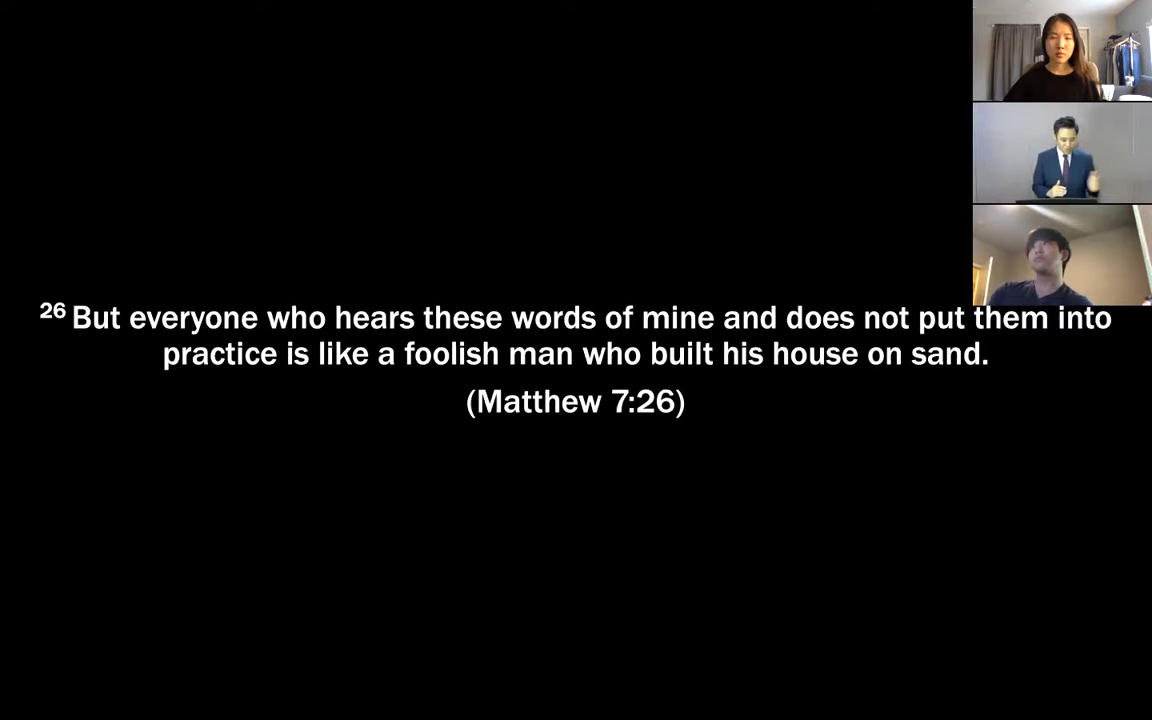 26 But everyone who hears these words of mine and does not put them into
practice is like a foolish man who built his house on sand.
(Matthew 7:26)